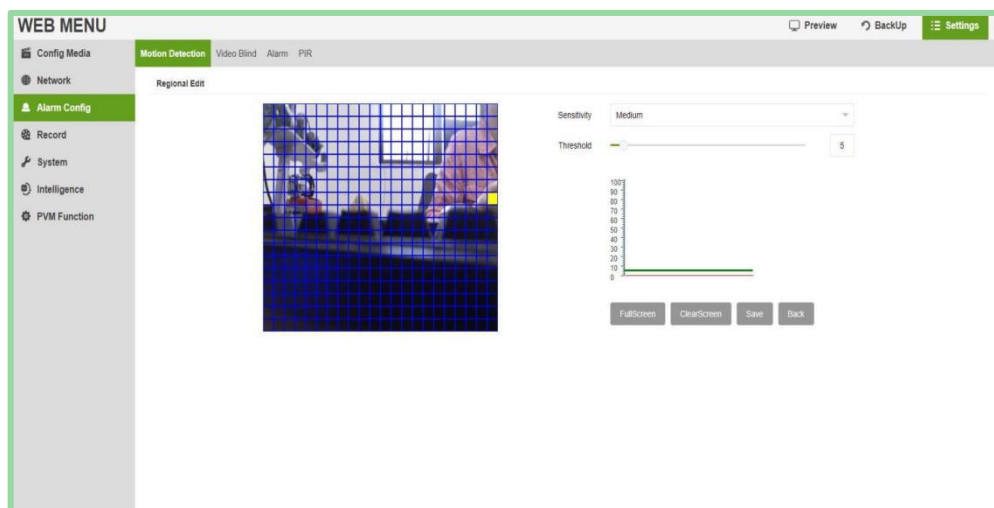 WEB MENU
Preview BackUp Settings
Config Media
Network
Alarm Config
Record
System
Intelligence
PVM Function
Motion Detection Video Blind Alarm PIR
Regional Edit
Sensitivity Medium
Threshold 5
100
90
80
70
60
50
40
30
20
10
0
FullScreen ClearScreen Save Back